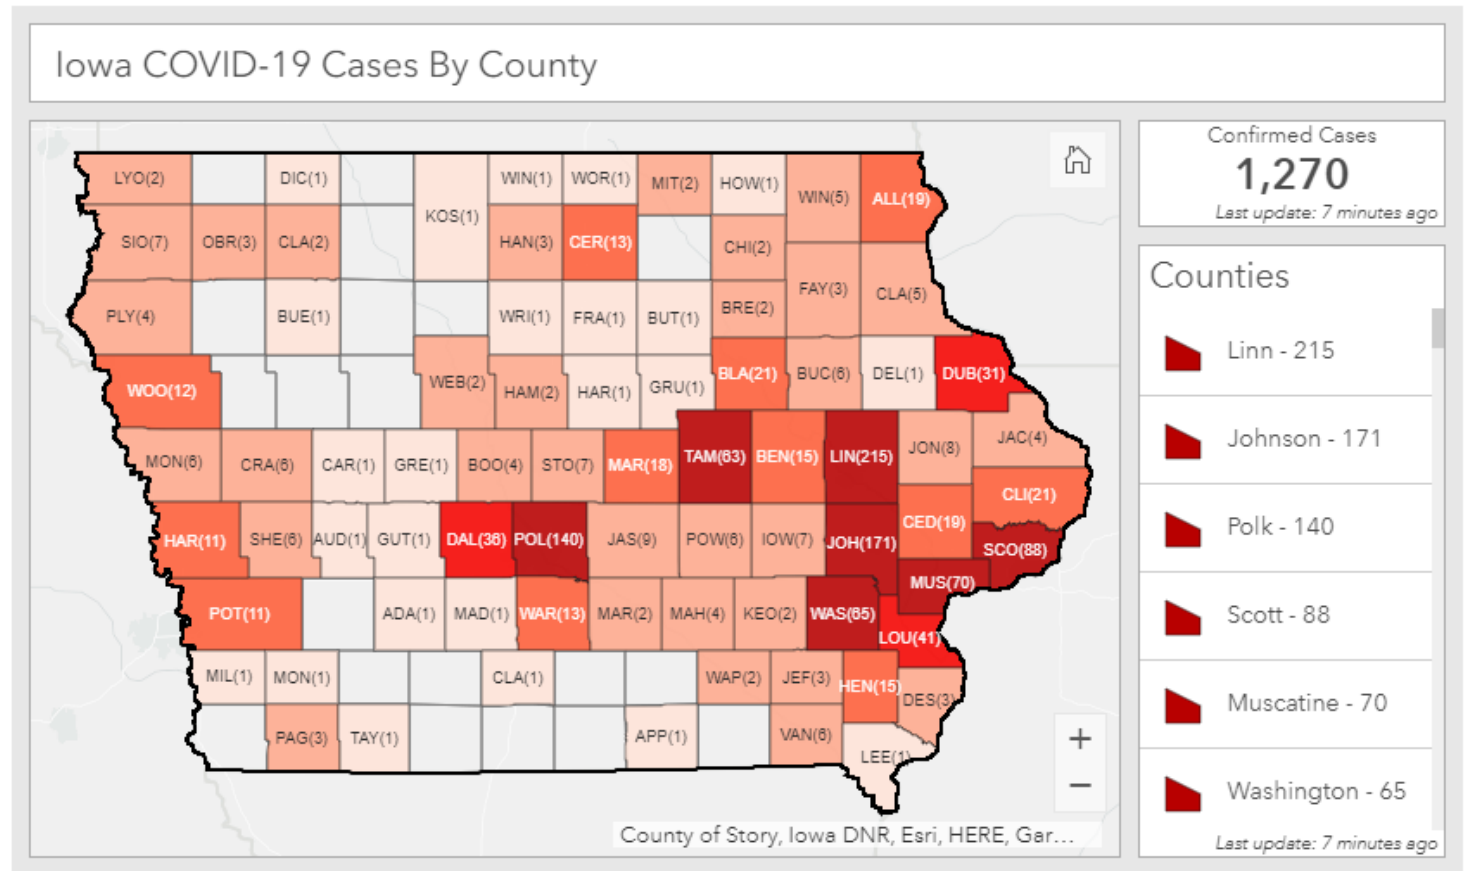 Iowa COVID-19 Cases By County
LYO(2)
DIC(1)
WIN(1)
WOR(1)
MIT(2)
HOW(1)
WIN(5)
ALL(19)
KOS(1)
SIO(7)
OBR(3)
CLA(2)
HAN(3)
CER(13)
CHI(2)
PLY(4)
BUE(1)
WRI(1)
FRA(1)
BUT(1)
BRE(2)
FAY(3)
CLA(5)
WOO(12)
WEB(2)
HAM(2)
HAR(1)
GRU(1)
BLA(21)
BUC(6)
DEL(1)
DUB(31)
MON(6)
CRA(6)
CAR(1)
GRE(1)
BOO(4)
STO(7)
MAR(18)
TAM(63)
BEN(15)
LIN(215)
JON(8)
JAC(4)
CLI(21)
HAR(11)
SHE(6)
AUD(1)
GUT(1)
DAL(36)
POL(140)
JAS(9)
POW(6)
IOW(7)
JOH(171)
CED(19)
SCO(88)
MUS(70)
POT(11)
ADA(1)
MAD(1)
WAR(13)
MAR(2)
MAH(4)
KEO(2)
WAS(65)
LOU(41)
MIL(1)
MON(1)
CLA(1)
WAP(2)
JEF(3)
HEN(15)
DES(3)
PAG(3)
TAY(1)
APP(1)
VAN(6)
LEE(1)
+
−
County of Story, Iowa DNR, Esri, HERE, Gar...
Confirmed Cases
1,270
Last update: 7 minutes ago
Counties
Linn - 215
Johnson - 171
Polk - 140
Scott - 88
Muscatine - 70
Washington - 65
Last update: 7 minutes ago